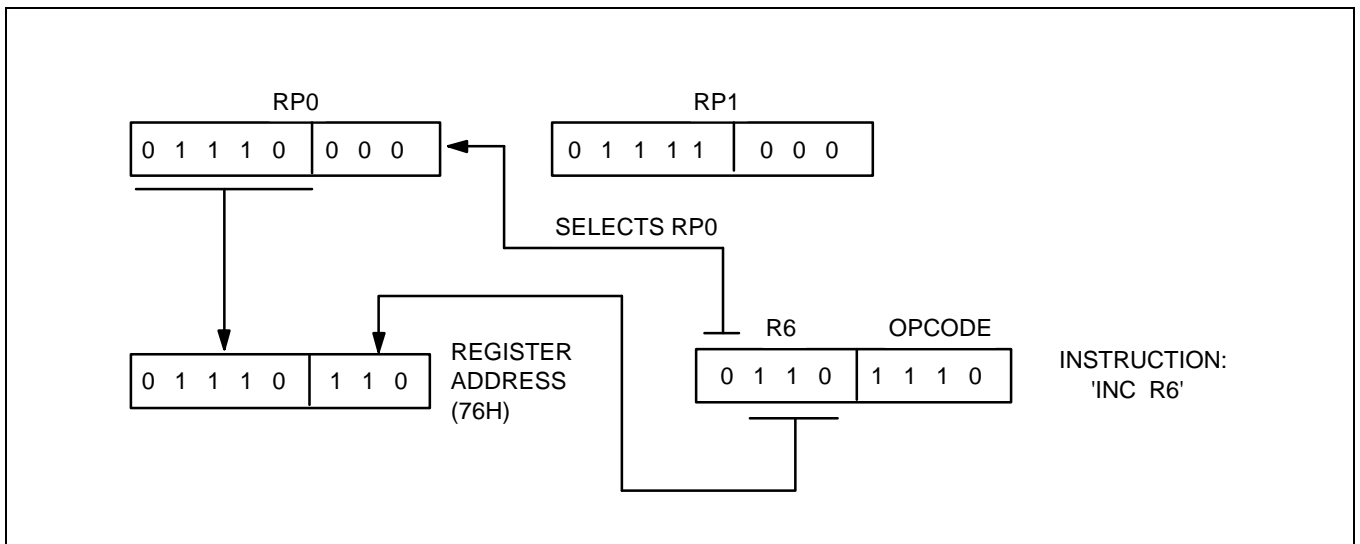 RP0
RP1
0 1 1 1 0 0 0 0
0 1 1 1 1 0 0 0
SELECTS RP0
R6 OPCODE
0 1 1 1 0 1 1 0
REGISTER
ADDRESS
(76H)
0 1 1 0 1 1 1 0
INSTRUCTION:
'INC R6'